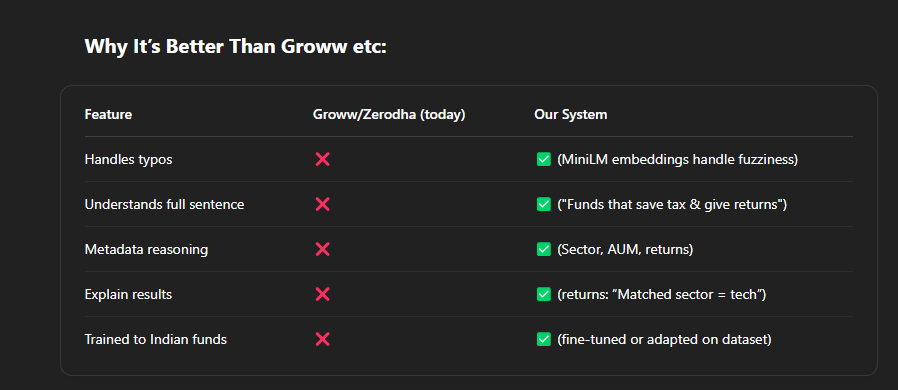 Why It’s Better Than Groww etc:
Feature Groww/Zerodha (today) Our System
Handles typos ❌ ✅ (MiniLM embeddings handle fuzziness)
Understands full sentence ❌ ✅ ("Funds that save tax & give returns")
Metadata reasoning ❌ ✅ (Sector, AUM, returns)
Explain results ❌ ✅ (returns: “Matched sector = tech”)
Trained to Indian funds ❌ ✅ (fine-tuned or adapted on dataset)